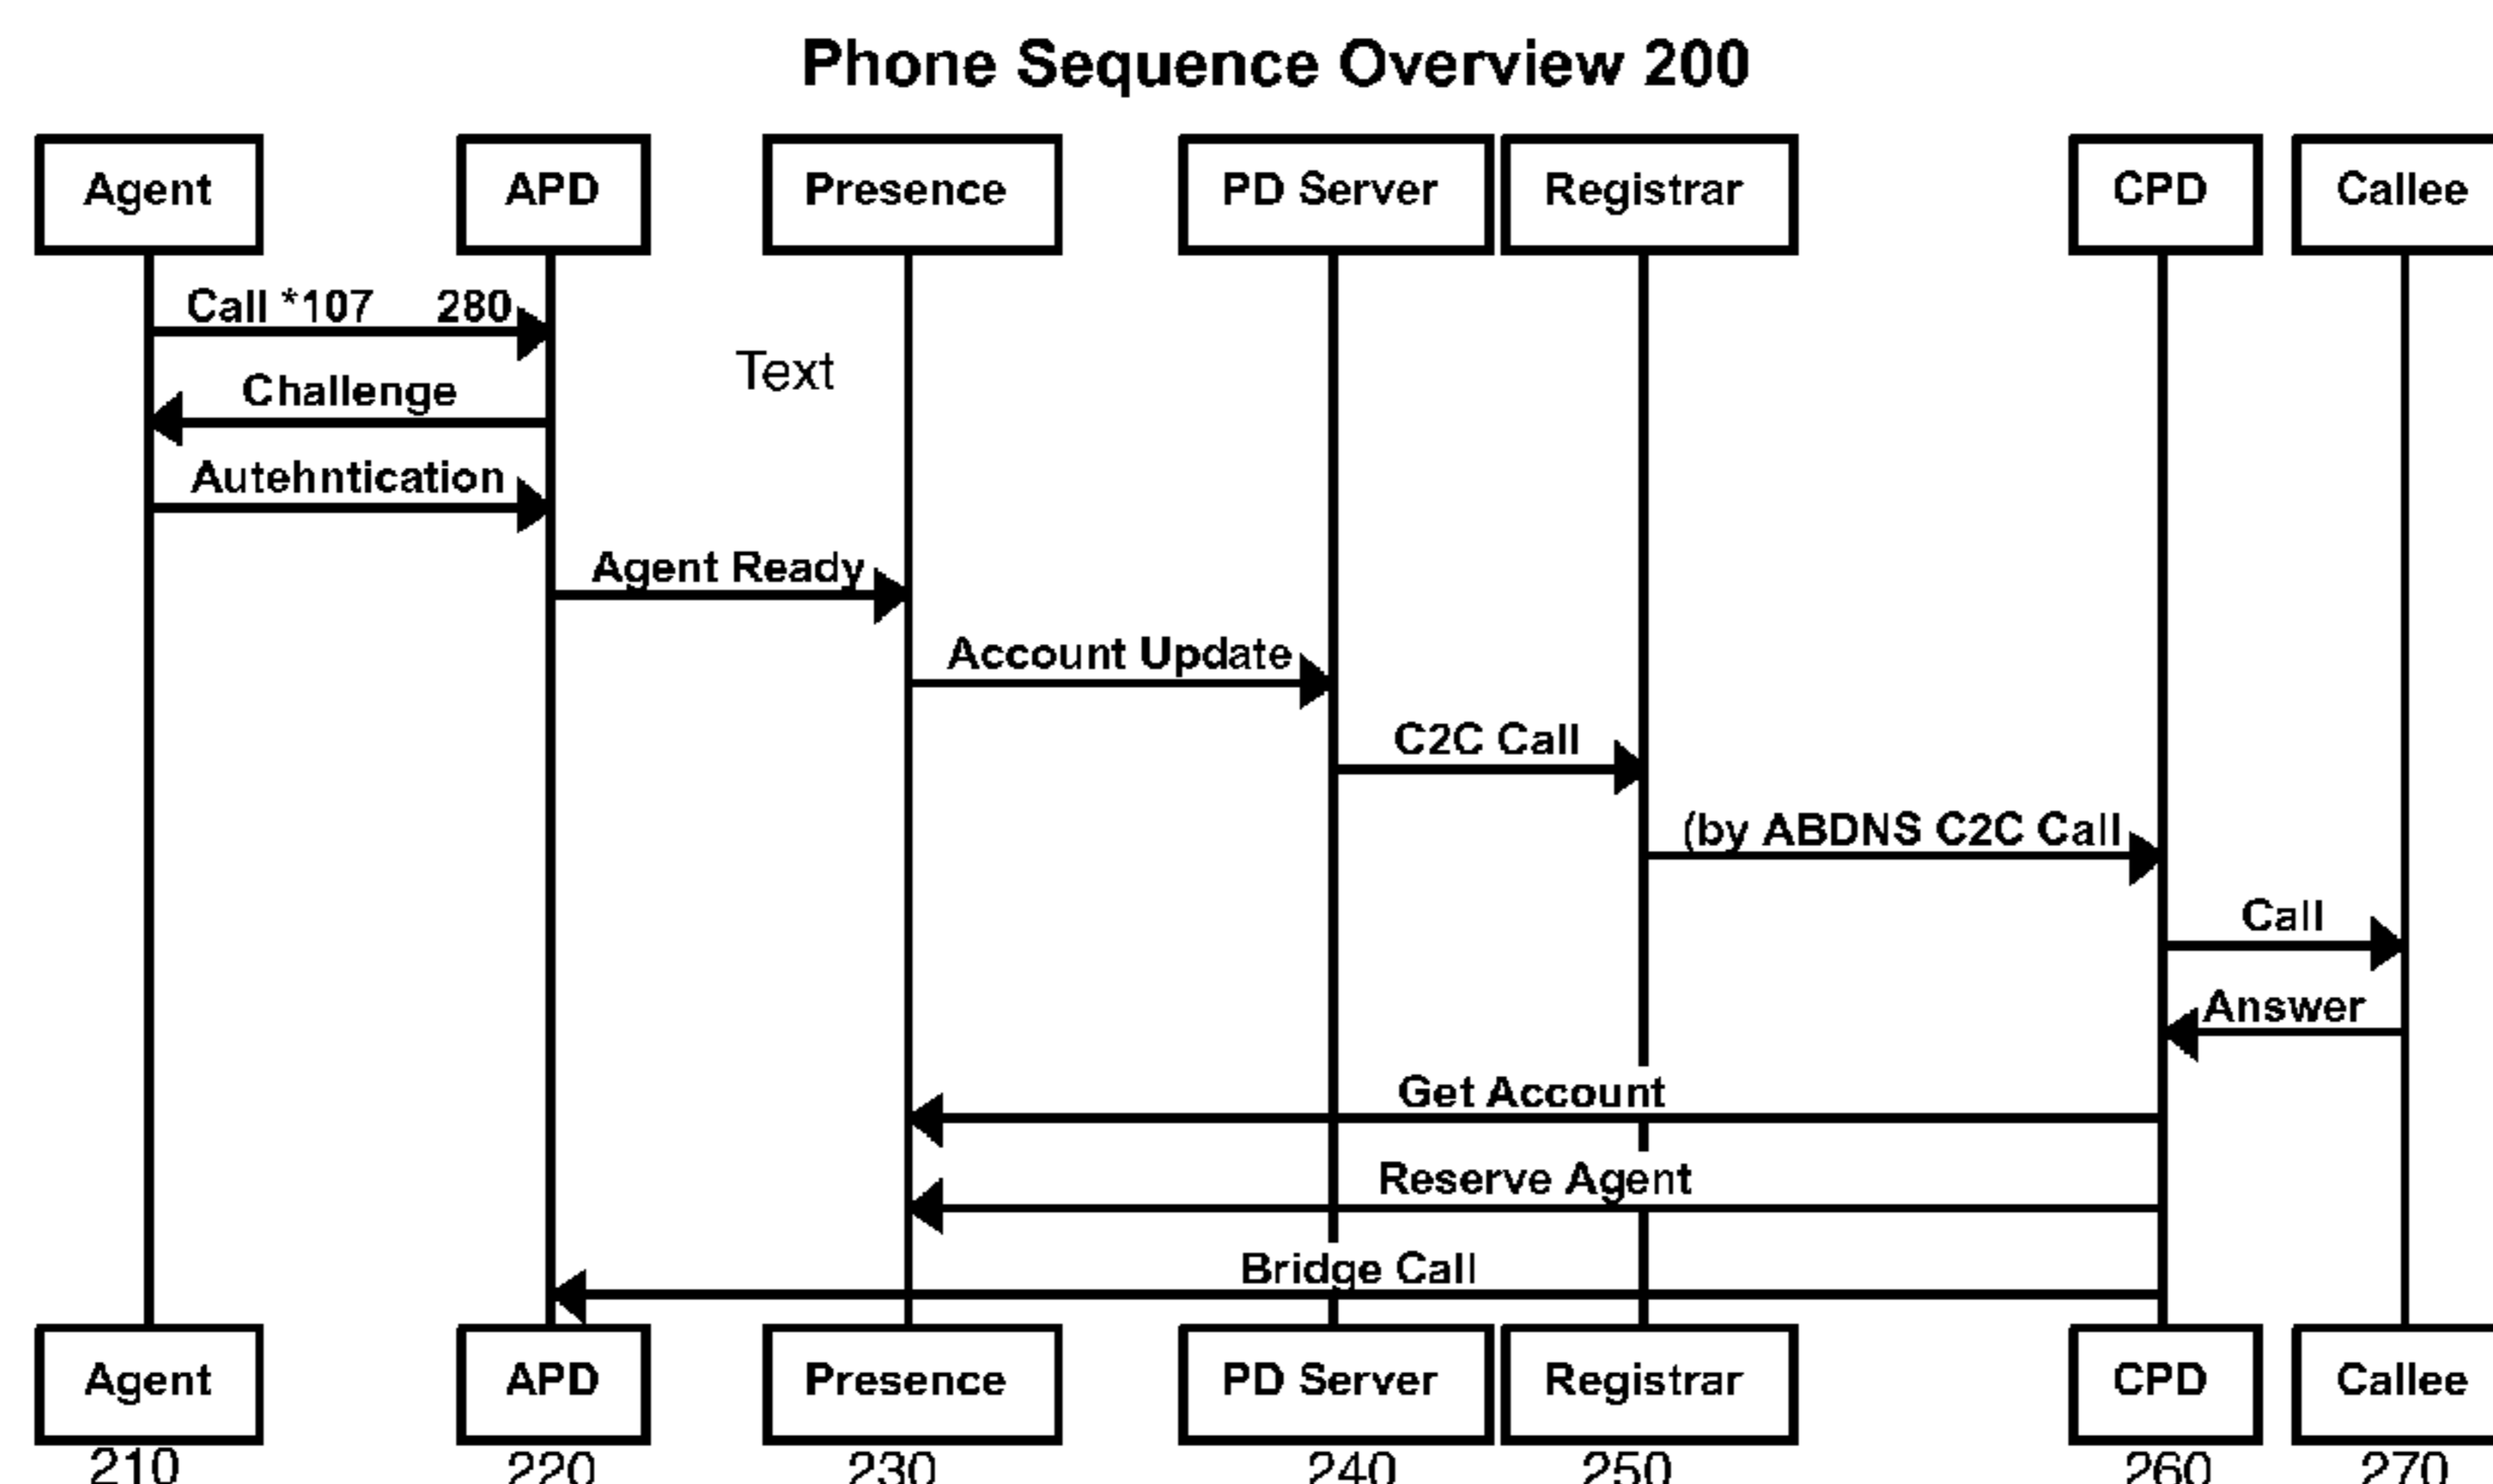 Phone Sequence Overview 200
Agent APD Presence PD Server Registrar CPD Callee
Call *107 280
Text
Challenge
Autehntication
Agent Ready
Account Update
C2C Call
(by ABDNS C2C Call
Call
Answer
Get Account
Reserve Agent
Bridge Call
Agent APD Presence PD Server Registrar CPD Callee
210 220 230 240 250 260 270